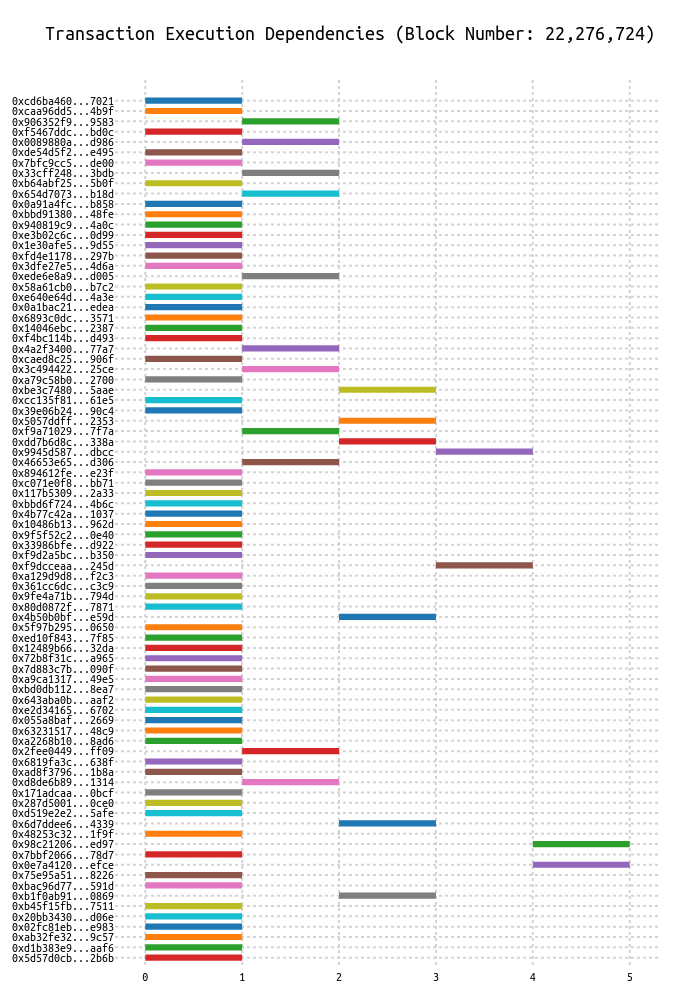 Transaction Execution Dependencies (Block Number: 22,276,724)
0xcd6ba460...7021
0xcaa96dd5...4b9f
0x906352f9...9583
0xf5467ddc...bd0c
0x0089880a...d986
0xde54d5f2...e495
0x7bfc9cc5...de00
0x33cff248...3bdb
0xb64abf25...5b0f
0x654d7073...b18d
0x0a91a4fc...b858
0xbbd91380...48fe
0x940819c9...4a0c
0xe3b02c6c...0d99
0x1e30afe5...9d55
0xfd4e1178...297b
0x3dfe27e5...4d6a
0xede6e8a9...d005
0x58a61cb0...b7c2
0xe640e64d...4a3e
0x0a1bac21...edea
0x6893c0dc...3571
0x14046ebc...2387
0xf4bc114b...d493
0x4a2f3400...77a7
0xcaed8c25...906f
0x3c494422...25ce
0xa79c58b0...2700
0xbe3c7480...5aae
0xcc135f81...61e5
0x39e06b24...90c4
0x5057ddff...2353
0xf9a71029...7f7a
0xdd7b6d8c...338a
0x9945d587...dbcc
0x46653e65...d306
0x894612fe...e23f
0xc071e0f8...bb71
0x117b5309...2a33
0xbbd6f724...4b6c
0x4b77c42a...1037
0x10486b13...962d
0x9f5f52c2...0e40
0x33986bfe...d922
0xf9d2a5bc...b350
0xf9dcceaa...245d
0xa129d9d8...f2c3
0x361cc6dc...c3c9
0x9fe4a71b...794d
0x80d0872f...7871
0x4b50b0bf...e59d
0x5f97b295...0650
0xed10f843...7f85
0x12489b66...32da
0x72b8f31c...a965
0x7d883c7b...090f
0xa9ca1317...49e5
0xbd0db112...8ea7
0x643aba0b...aaf2
0xe2d34165...6702
0x055a8baf...2669
0x63231517...48c9
0xa2268b10...8ad6
0x2fee0449...ff09
0x6819fa3c...638f
0xad8f3796...1b8a
0xd8de6b89...1314
0x171adcaa...0bcf
0x287d5001...0ce0
0xd519e2e2...5afe
0x6d7ddee6...4339
0x48253c32...1f9f
0x98c21206...ed97
0x7bbf2066...78d7
0x0e7a4120...efce
0x75e95a51...8226
0xbac96d77...591d
0xb1f0ab91...0869
0xb45f15fb...7511
0x20bb3430...d06e
0x02fc81eb...e983
0xab32fe32...9c57
0xd1b383e9...aaf6
0x5d57d0cb...2b6b
0 1 2 3 4 5